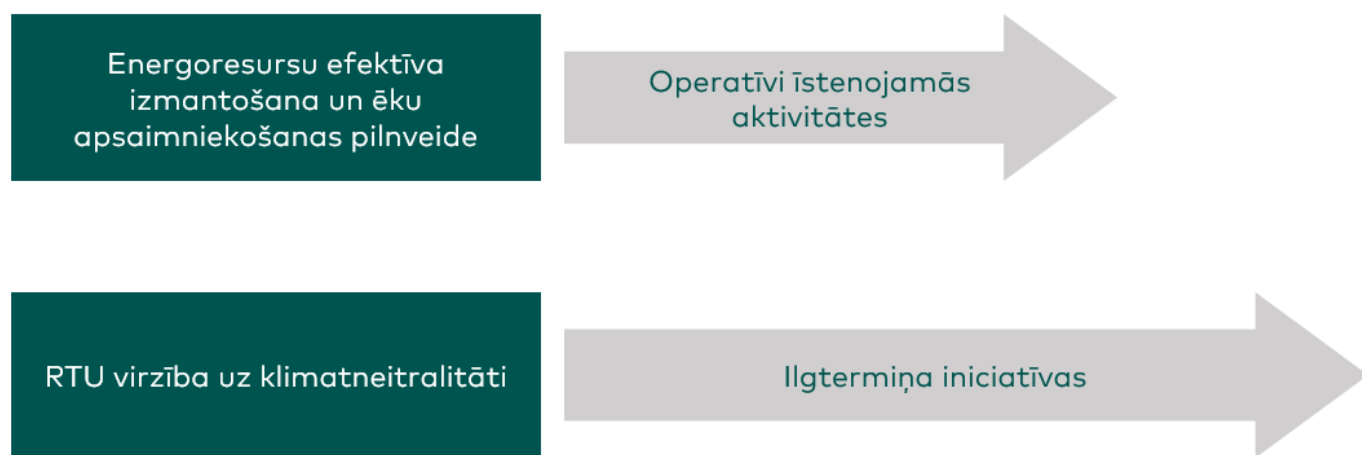 Energoresursu efektīva
izmantošana un ēku
apsaimniekošanas pilnveide
Operatīvi īstenojamās
aktivitātes
RTU virzība uz klimatneitralitāti
Ilgtermiņa iniciatīvas